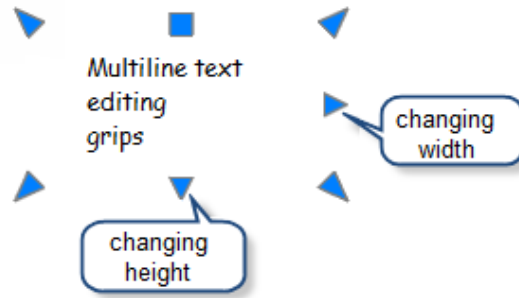 Multiline text
editing
grips
changing
width
changing
height